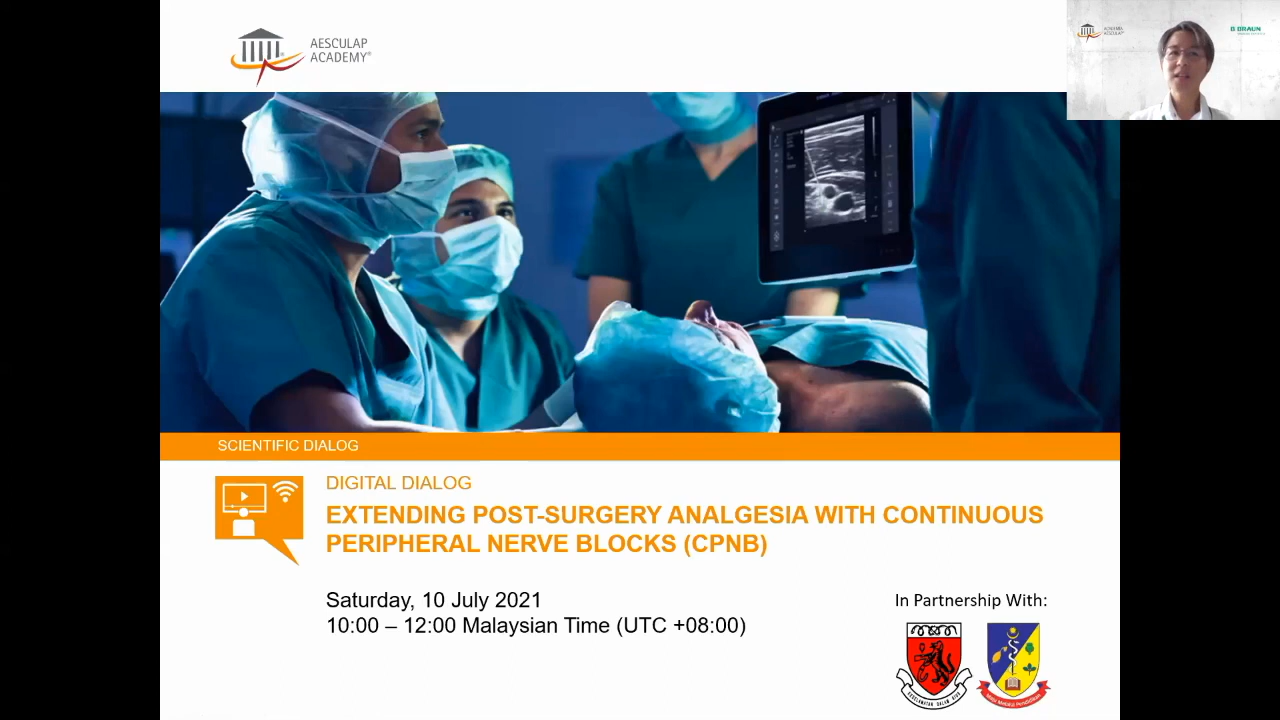 AESCULAP
ACADEMY®
B BRAUN
SCIENTIFIC DIALOG
DIGITAL DIALOG
EXTENDING POST-SURGERY ANALGESIA WITH CONTINUOUS
PERIPHERAL NERVE BLOCKS (CPNB)
Saturday, 10 July 2021
10:00 – 12:00 Malaysian Time (UTC +08:00)
In Partnership With: